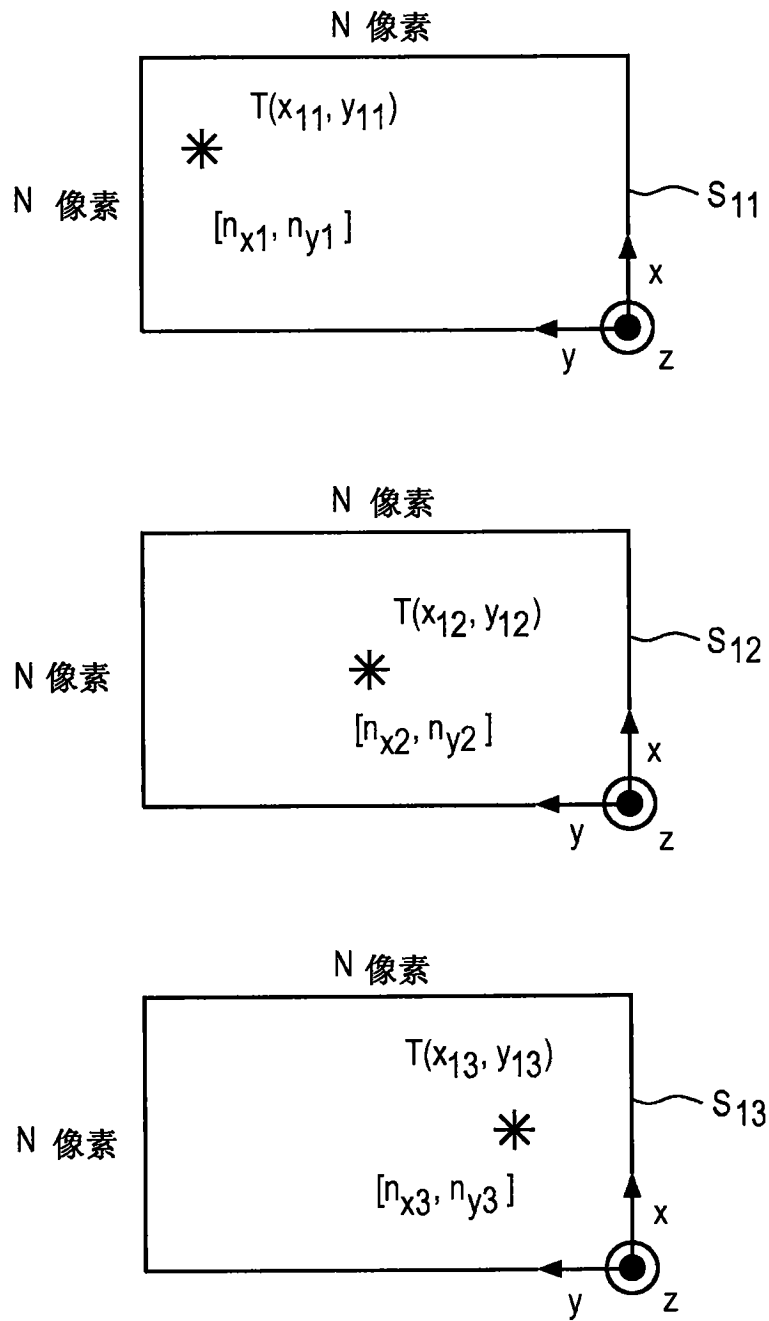 N 像素
T(x11, y11)
N 像素
[nx1, ny1]
S11
x
y
z
N 像素
T(x12, y12)
S12
N 像素
[nx2, ny2]
x
y
z
N 像素
T(x13, y13)
S13
N 像素
[nx3, ny3]
x
y
z